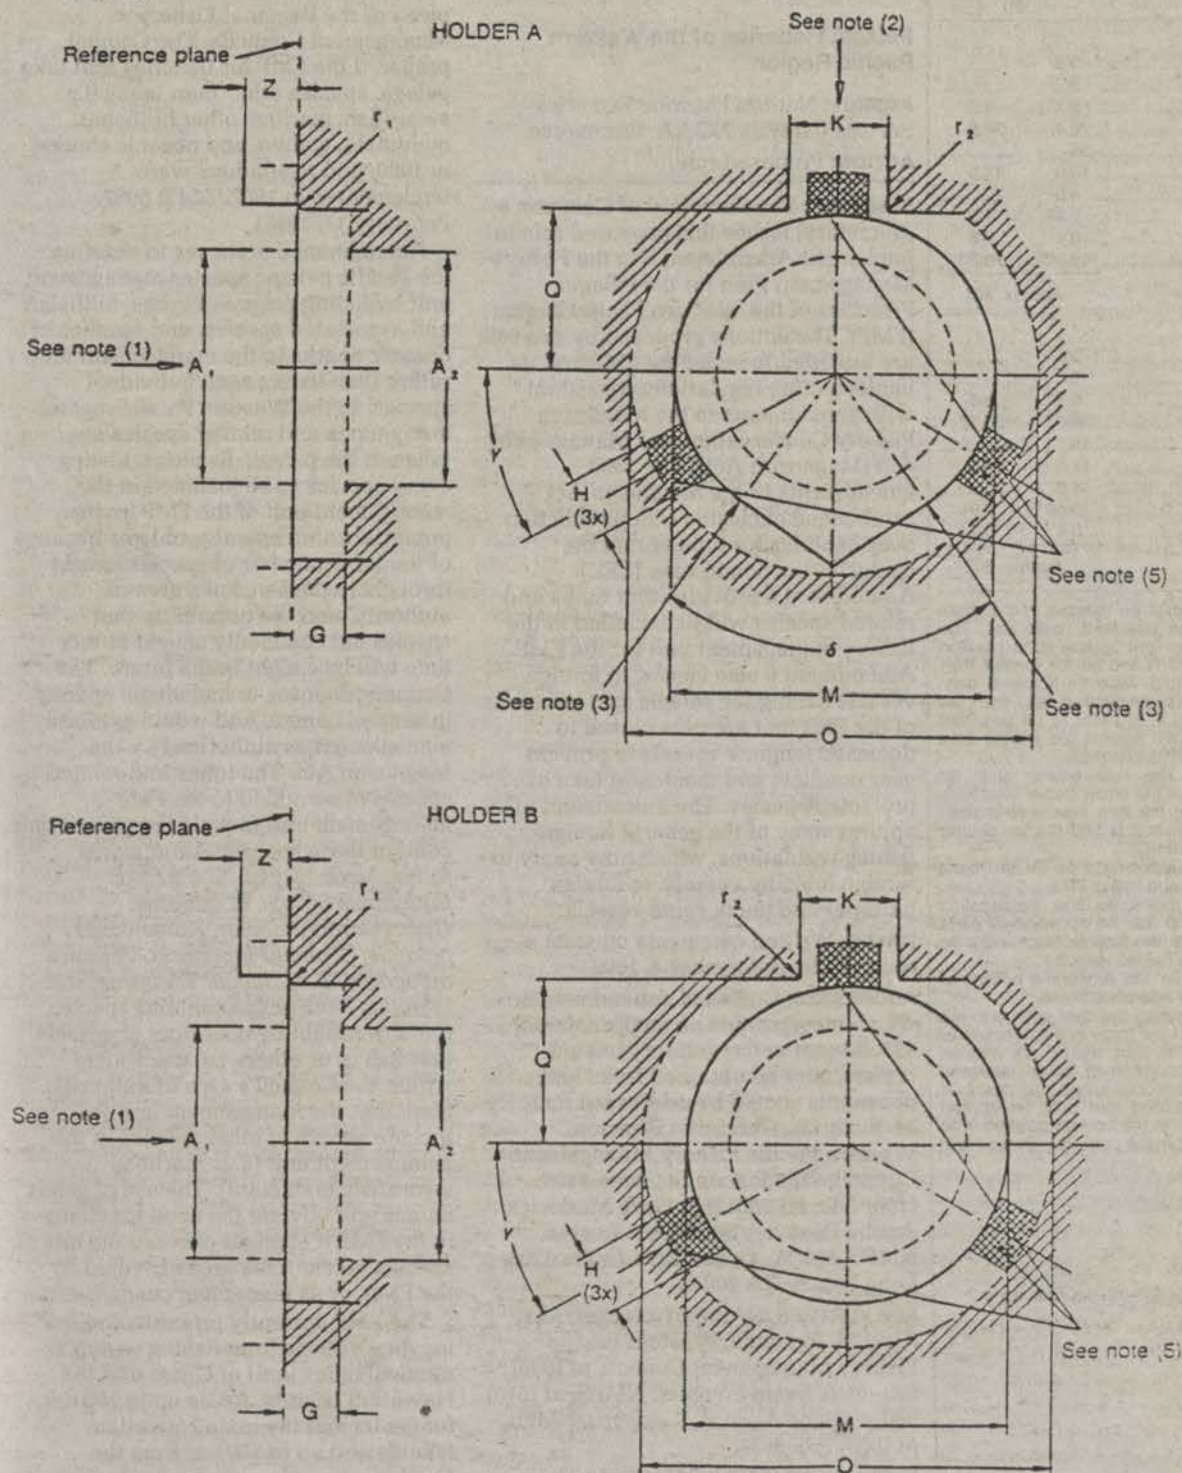 HOLDER A
See note (2)
Reference plane
Z
r₁
K
r₂
Q
See note (1)
A₁
A₂
γ
H
(3x)
See note (5)
G
δ
See note (3)
M
See note (3)
O
HOLDER B
Reference plane
Z
r₁
r₂
K
Q
See note (1)
A₁
A₂
γ
H
(3x)
See note (5)
G
M
O